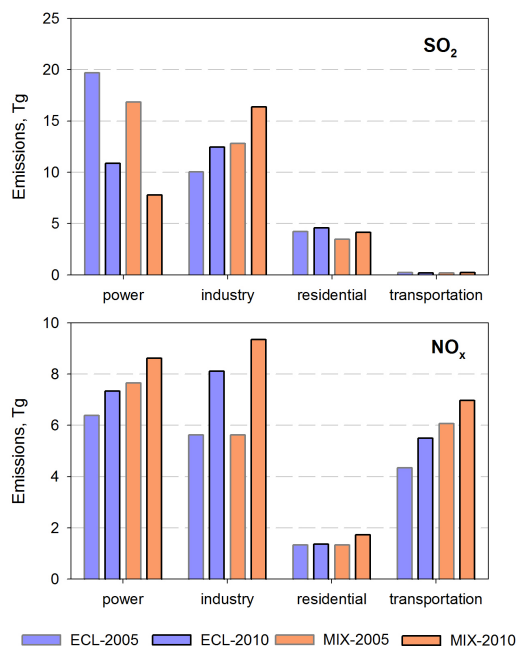 SO2
Emissions, Tg
25
20
15
10
5
0
power industry residential transportation
NOx
Emissions, Tg
10
8
6
4
2
0
power industry residential transportation
ECL-2005 ECL-2010 MIX-2005 MIX-2010